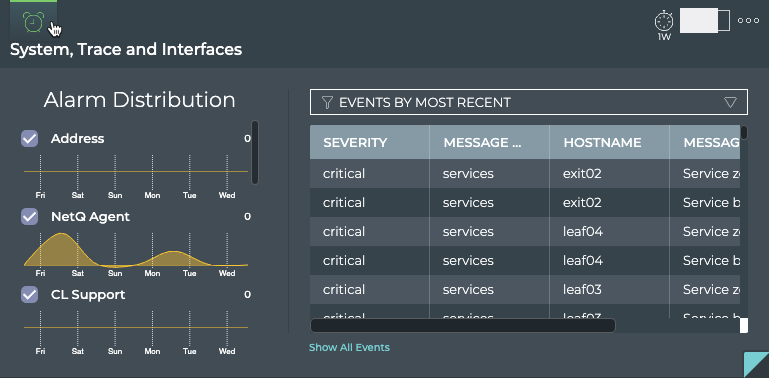 1W
System, Trace and Interfaces
Alarm Distribution
Address 0
Fri Sat Sun Mon Tue Wed
NetQ Agent 0
Fri Sat Sun Mon Tue Wed
CL Support 0
Fri Sat Sun Mon Tue Wed
EVENTS BY MOST RECENT
SEVERITY MESSAGE ... HOSTNAME MESSAG
critical services exit02 Service z
critical services exit02 Service b
critical services leaf04 Service z
critical services leaf04 Service b
critical services leaf03 Service z
critical services leaf03 Service b
Show All Events